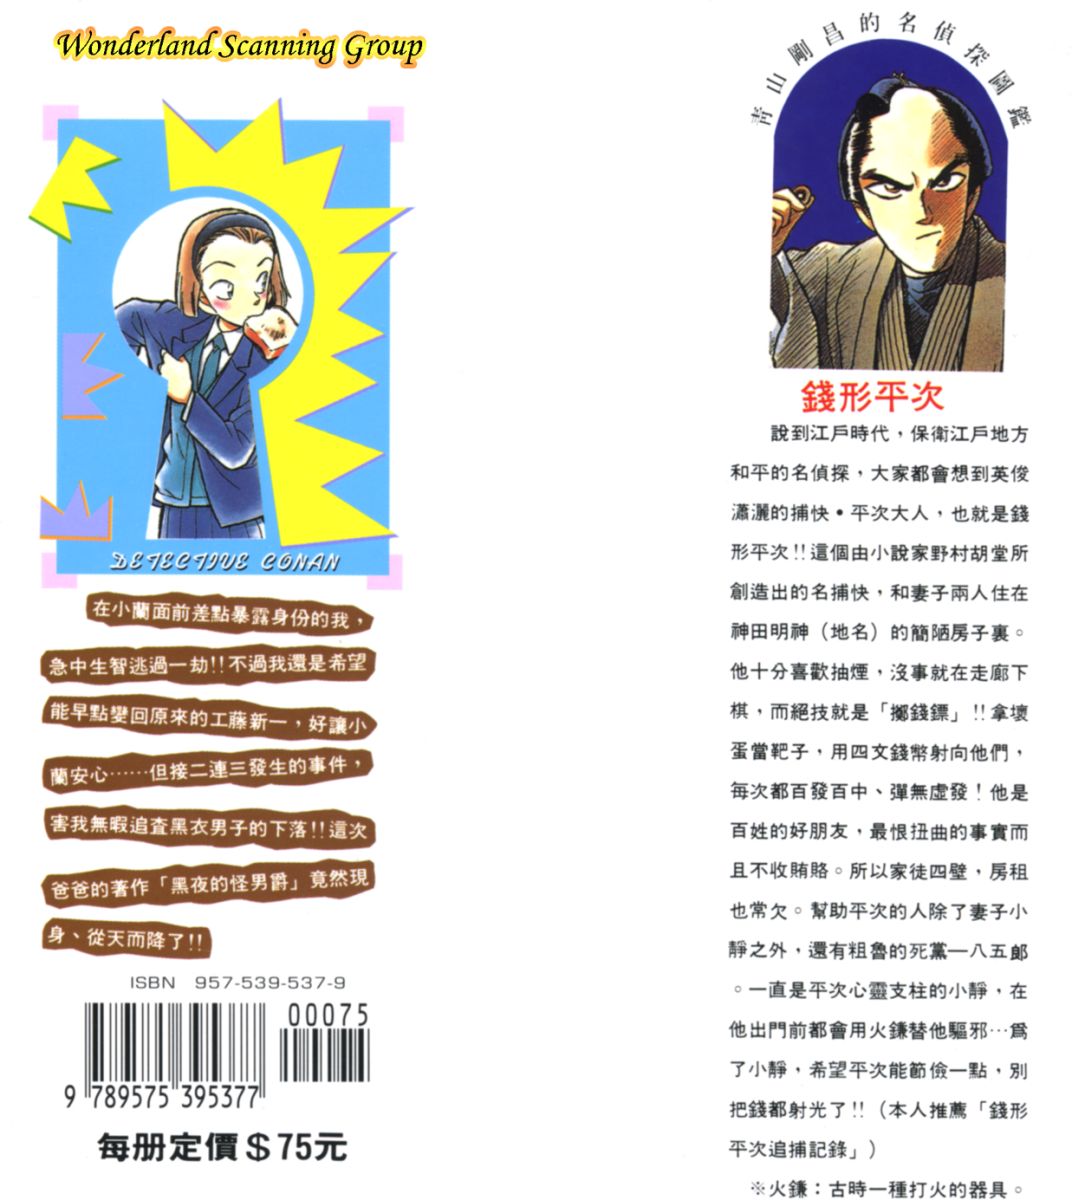 Wonderland Scanning Group
DETECTIVE CONAN
在小蘭面前差點暴露身份的我，
急中生智逃過一劫!!不過我還是希望
能早點變回原來的工藤新一，好讓小
蘭安心……但接二連三發生的事件，
害我無暇追查黑衣男子的下落!!這次
爸爸的著作「黑夜的怪男爵」竟然現
身、從天而降了!!
ISBN 957-539-537-9
00075
9 789575 395377
每册定價＄75元
青山剛昌的名偵探圖鑑
錢形平次
說到江戶時代，保衛江戶地方
和平的名偵探，大家都會想到英俊
瀟灑的捕快•平次大人，也就是錢
形平次!!這個由小說家野村胡堂所
創造出的名捕快，和妻子兩人住在
神田明神（地名）的簡陋房子裏。
他十分喜歡抽煙，沒事就在走廊下
棋，而絕技就是「擲錢鏢」!!拿壞
蛋當靶子，用四文錢幣射向他們，
每次都百發百中、彈無虛發！他是
百姓的好朋友，最恨扭曲的事實而
且不收賄賂。所以家徒四壁，房租
也常欠。幫助平次的人除了妻子小
靜之外，還有粗魯的死黨—八五郎
。一直是平次心靈支柱的小靜，在
他出門前都會用火鐮替他驅邪…爲
了小靜，希望平次能節儉一點，別
把錢都射光了!!（本人推薦「錢形
平次追捕記錄」）
※火鐮：古時一種打火的器具。